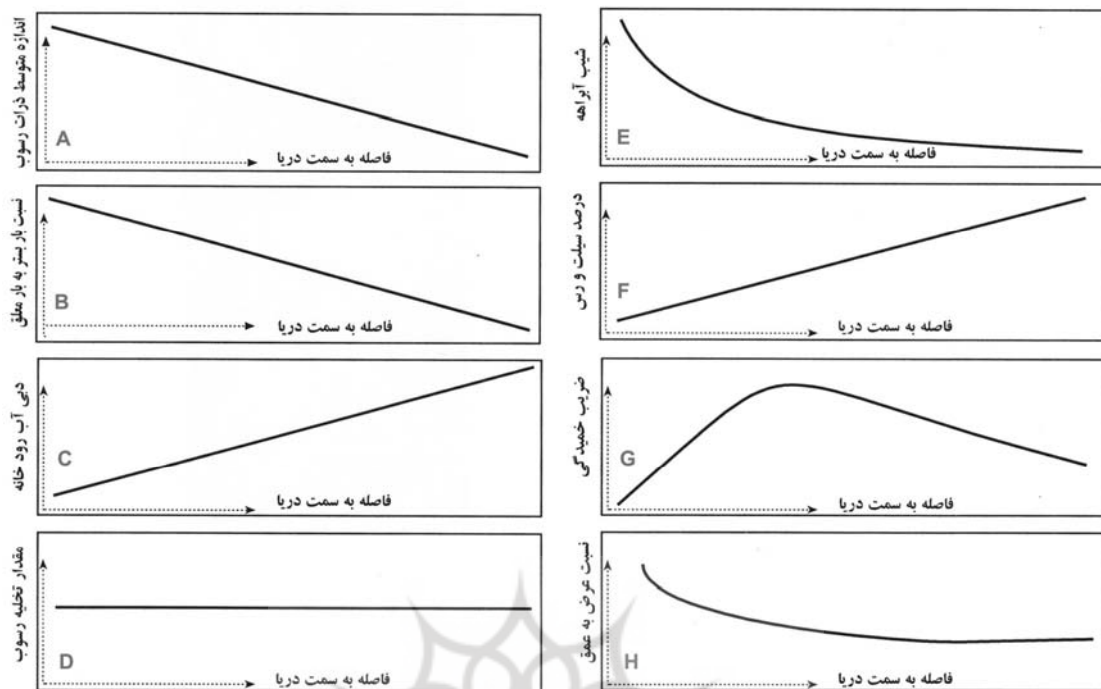 اندازه متوسط ذرات رسوب
A
فاصله به سمت دریا
نسبت بار بستر به بار معلق
B
فاصله به سمت دریا
دبی آب رود خانه
C
فاصله به سمت دریا
مقدار تخلیه رسوب
D
فاصله به سمت دریا
شیب آبراهه
E
فاصله به سمت دریا
درصد سیلت و رس
F
فاصله به سمت دریا
ضریب خمیدگی
G
فاصله به سمت دریا
نسبت عرض به عمق
H
فاصله به سمت دریا